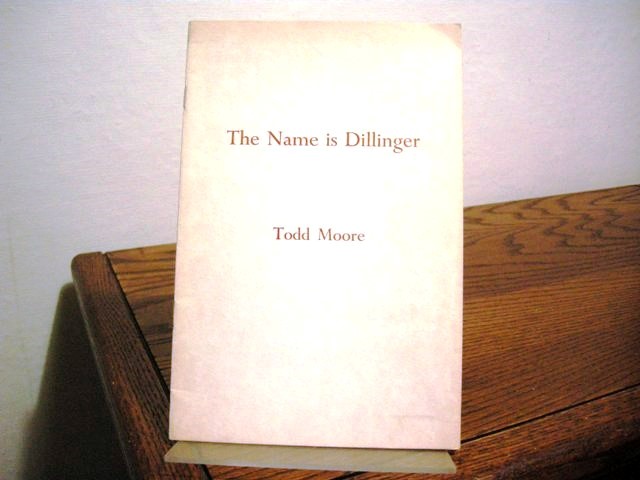 The Name is Dillinger
Todd Moore